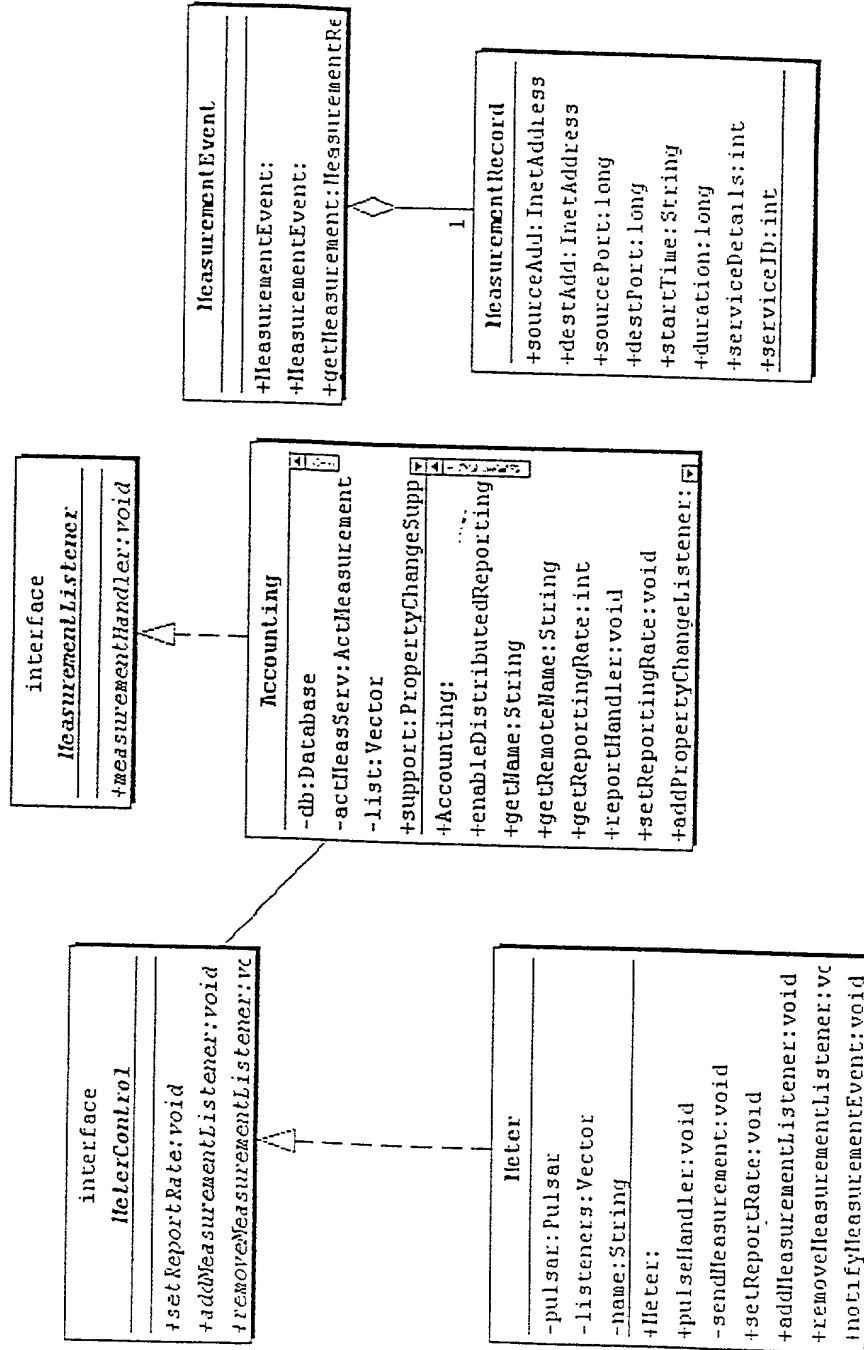 interface
MeterControl
+setReportRate:void
+addMeasurementListener:void
+removeMeasurementListener:vc
Meter
-pulsar:Pulsar
-listeners:Vector
-name:String
+Meter:
+pulseHandler:void
-sendMeasurement:void
+setReportRate:void
+addMeasurementListener:void
+removeMeasurementListener:vc
+notifyMeasurementEvent:void
interface
MeasurementListener
+measurementHandler:void
Accounting
-db:Database
-actMeasServ:ActMeasurement
-list:Vector
+support:PropertyChangeSupp
+Accounting:
+enableDistributedReporting
+getName:String
+getRemoteName:String
+getReportingRate:int
+reportHandler:void
+setReportingRate:void
+addPropertyChangeListener:
MeasurementEvent
+MeasurementEvent:
+MeasurementEvent:
+getMeasurement:MeasurementRe
1
MeasurementRecord
+sourceAdd:InetAddress
+destAdd:InetAddress
+sourcePort:long
+destPort:long
+startTime:String
+duration:long
+serviceDetails:int
+serviceID:int